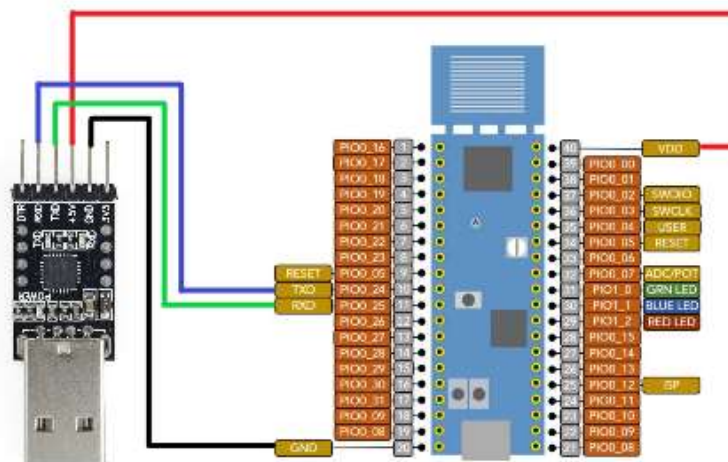 DTR
RXD
TXD
+5V
GND
3V3
TXD
RXD
POWER
PIO0_16
1
PIO0_17
2
PIO0_18
3
PIO0_19
4
PIO0_20
5
PIO0_21
6
PIO0_22
7
PIO0_23
8
RESET
PIO0_05
9
TXO
PIO0_24
10
RXO
PIO0_25
11
PIO0_26
12
PIO0_27
13
PIO0_28
14
PIO0_29
15
PIO0_30
16
PIO0_31
17
PIO0_09
18
PIO0_08
19
GND
20
40
VDD
39
PIO0_00
38
PIO0_01
37
PIO0_02
SWDIO
36
PIO0_03
SWCLK
35
PIO0_04
USER
34
PIO0_05
RESET
33
PIO0_06
32
PIO0_07
ADC/POT
31
PIO1_0
GRN LED
30
PIO1_1
BLUE LED
29
PIO1_2
RED LED
28
PIO0_15
27
PIO0_14
26
PIO0_13
25
PIO0_12
GP
24
PIO0_11
23
PIO0_10
22
PIO0_09
21
PIO0_08